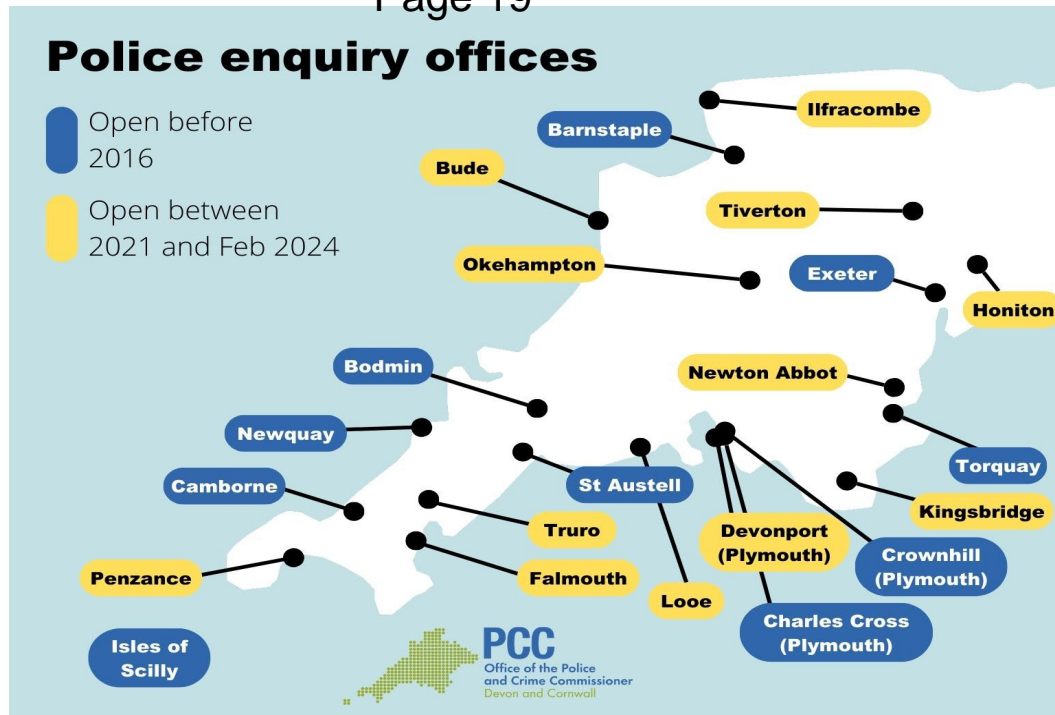 Page 19
Police enquiry offices
Open before
2016
Open between
2021 and Feb 2024
Ilfracombe
Barnstaple
Bude
Tiverton
Okehampton
Exeter
Honiton
Bodmin
Newton Abbot
Newquay
Torquay
Camborne
St Austell
Kingsbridge
Truro
Devonport
(Plymouth)
Crownhill
(Plymouth)
Penzance
Falmouth
Looe
Charles Cross
(Plymouth)
Isles of
Scilly
PCC
Office of the Police
and Crime Commissioner
Devon and Cornwall